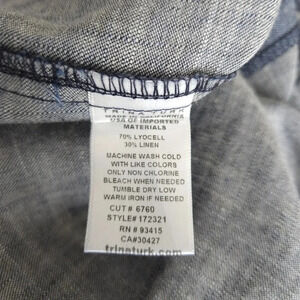 TRINA TURK
MADE IN CALIFORNIA
USA OF IMPORTED
MATERIALS
70% LYOCELL
30% LINEN
MACHINE WASH COLD
WITH LIKE COLORS
ONLY NON CHLORINE
BLEACH WHEN NEEDED
TUMBLE DRY LOW
WARM IRON IF NEEDED
CUT # 6760
STYLE# 172321
RN # 93415
CA#30427
trinaturk.com